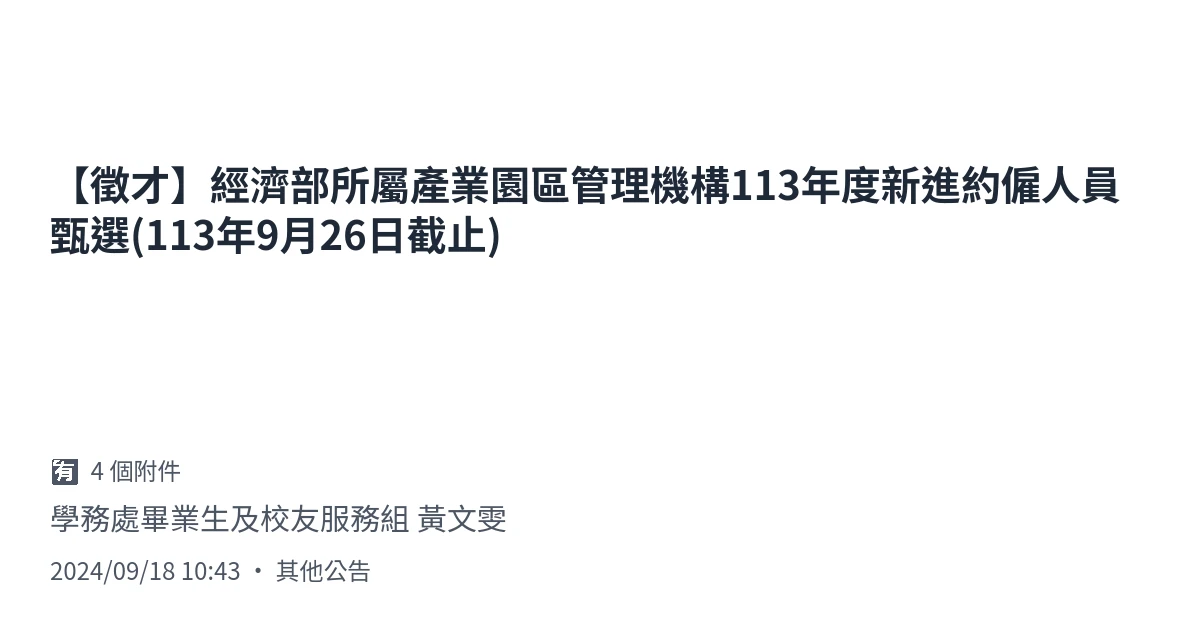 【徵才】經濟部所屬產業園區管理機構113年度新進約僱人員
甄選(113年9月26日截止)
🈶 4 個附件
學務處畢業生及校友服務組 黃文雯
2024/09/18 10:43 • 其他公告